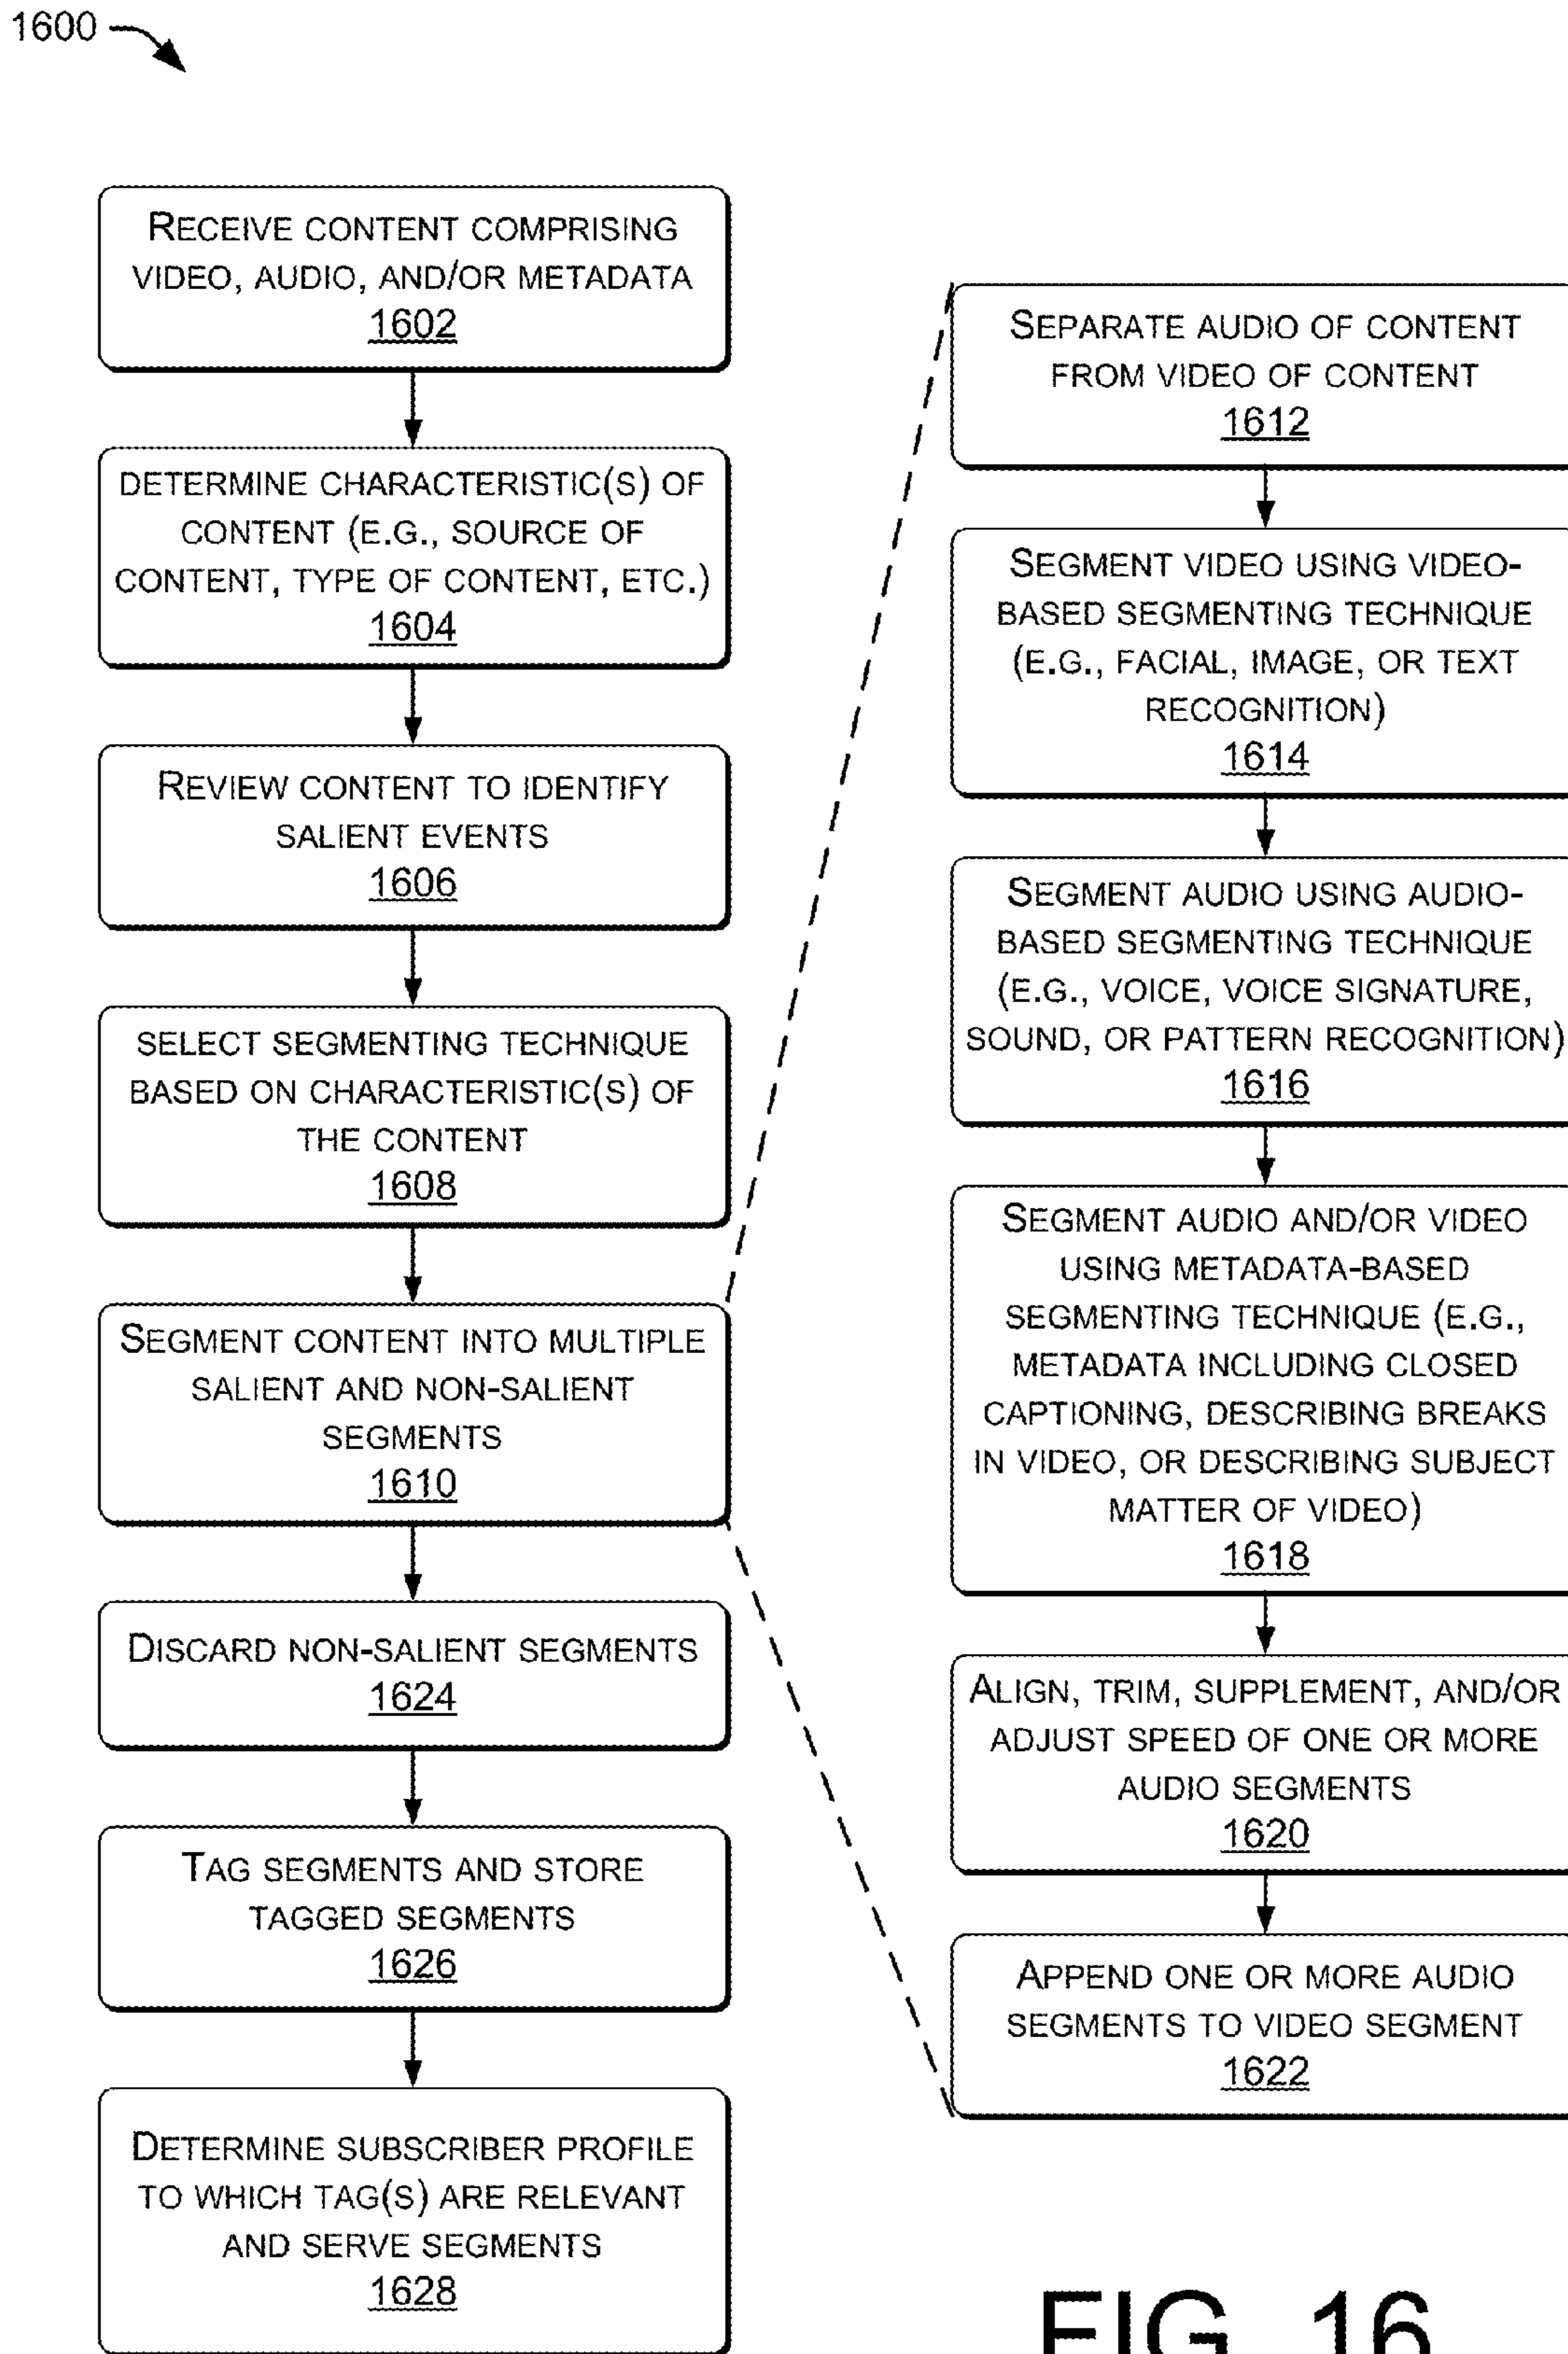 1600
RECEIVE CONTENT COMPRISING
VIDEO, AUDIO, AND/OR METADATA
1602
DETERMINE CHARACTERISTIC(S) OF
CONTENT (E.G., SOURCE OF
CONTENT, TYPE OF CONTENT, ETC.)
1604
REVIEW CONTENT TO IDENTIFY
SALIENT EVENTS
1606
SELECT SEGMENTING TECHNIQUE
BASED ON CHARACTERISTIC(S) OF
THE CONTENT
1608
SEGMENT CONTENT INTO MULTIPLE
SALIENT AND NON-SALIENT
SEGMENTS
1610
DISCARD NON-SALIENT SEGMENTS
1624
TAG SEGMENTS AND STORE
TAGGED SEGMENTS
1626
DETERMINE SUBSCRIBER PROFILE
TO WHICH TAG(S) ARE RELEVANT
AND SERVE SEGMENTS
1628
SEPARATE AUDIO OF CONTENT
FROM VIDEO OF CONTENT
1612
SEGMENT VIDEO USING VIDEO-
BASED SEGMENTING TECHNIQUE
(E.G., FACIAL, IMAGE, OR TEXT
RECOGNITION)
1614
SEGMENT AUDIO USING AUDIO-
BASED SEGMENTING TECHNIQUE
(E.G., VOICE, VOICE SIGNATURE,
SOUND, OR PATTERN RECOGNITION)
1616
SEGMENT AUDIO AND/OR VIDEO
USING METADATA-BASED
SEGMENTING TECHNIQUE (E.G.,
METADATA INCLUDING CLOSED
CAPTIONING, DESCRIBING BREAKS
IN VIDEO, OR DESCRIBING SUBJECT
MATTER OF VIDEO)
1618
ALIGN, TRIM, SUPPLEMENT, AND/OR
ADJUST SPEED OF ONE OR MORE
AUDIO SEGMENTS
1620
APPEND ONE OR MORE AUDIO
SEGMENTS TO VIDEO SEGMENT
1622
FIG. 16